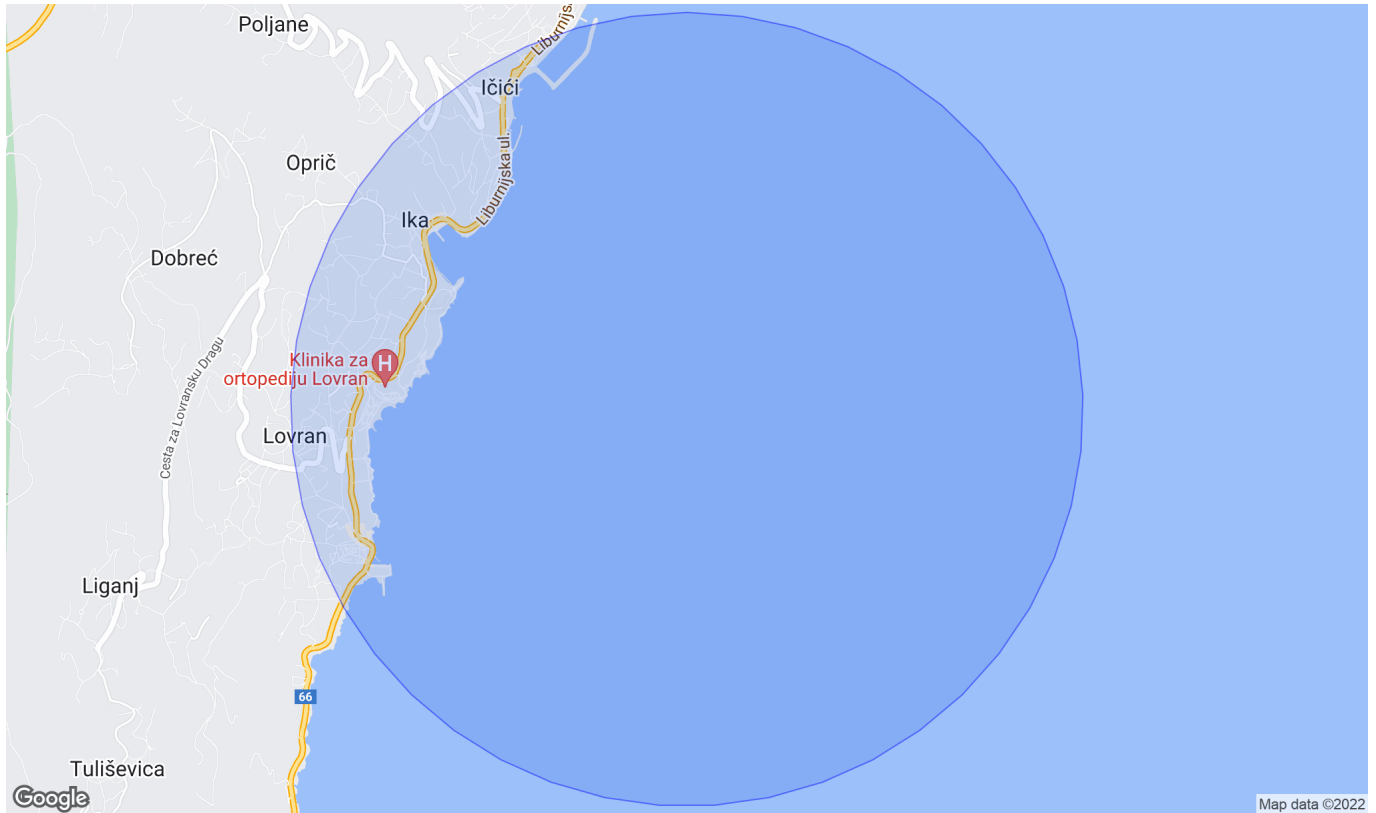 Poljane
Liburnijs
Ičići
Oprič
Liburnijska ul.
Ika
Dobreć
Klinika za
ortopediju Lovran
H
Cesta za Lovransku Dragu
Lovran
Liganj
66
Tuliševica
Google
Map data ©2022